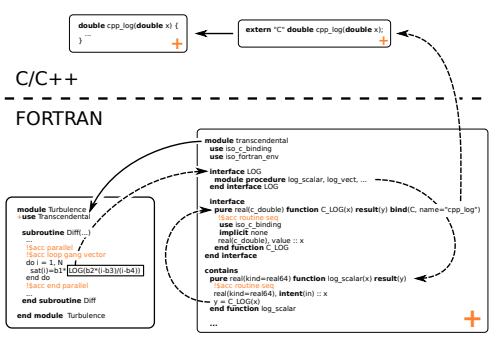 double cpp_log(double x) {
...
}
+
extern "C" double cpp_log(double x);
+
C/C++
FORTRAN
module Turbulence
+use Transcendental
subroutine Diff(...)
...
!$acc parallel
!$acc loop gang vector
do i = 1, N
sat(i)=b1* LOG(b2*(i-b3)/(i-b4))
end do
!$acc end parallel
...
end subroutine Diff
end module Turbulence
module transcendental
use iso_c_binding
use iso_fortran_env
interface LOG
module procedure log_scalar, log_vect, ...
end interface LOG
interface
pure real(c_double) function C_LOG(x) result(y) bind(C, name="cpp_log")
!$acc routine seq
use iso_c_binding
implicit none
real(c_double), value :: x
end function C_LOG
end interface
contains
pure real(kind=real64) function log_scalar(x) result(y)
!$acc routine seq
real(kind=real64), intent(in) :: x
y = C_LOG(x)
end function log_scalar
...
+